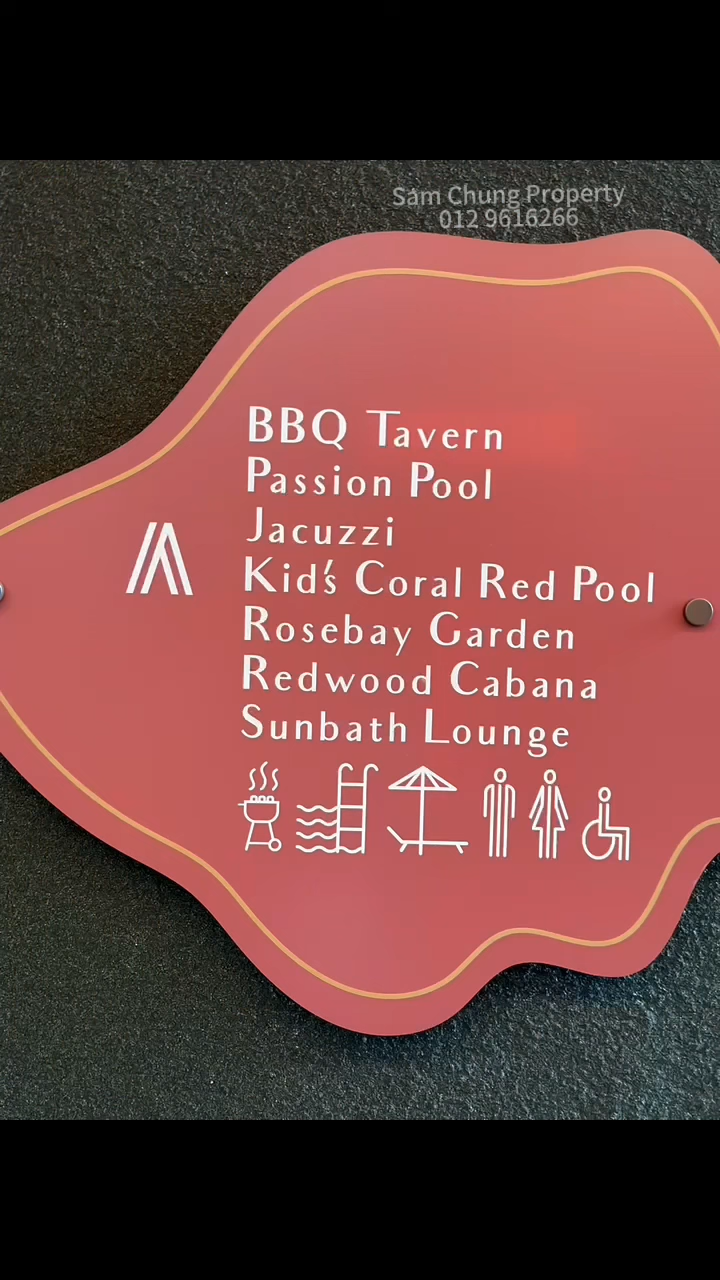 Sam Chung Property
012 9616266
BBQ Tavern
Passion Pool
Jacuzzi
Kid's Coral Red Pool
Rosebay Garden
Redwood Cabana
Sunbath Lounge